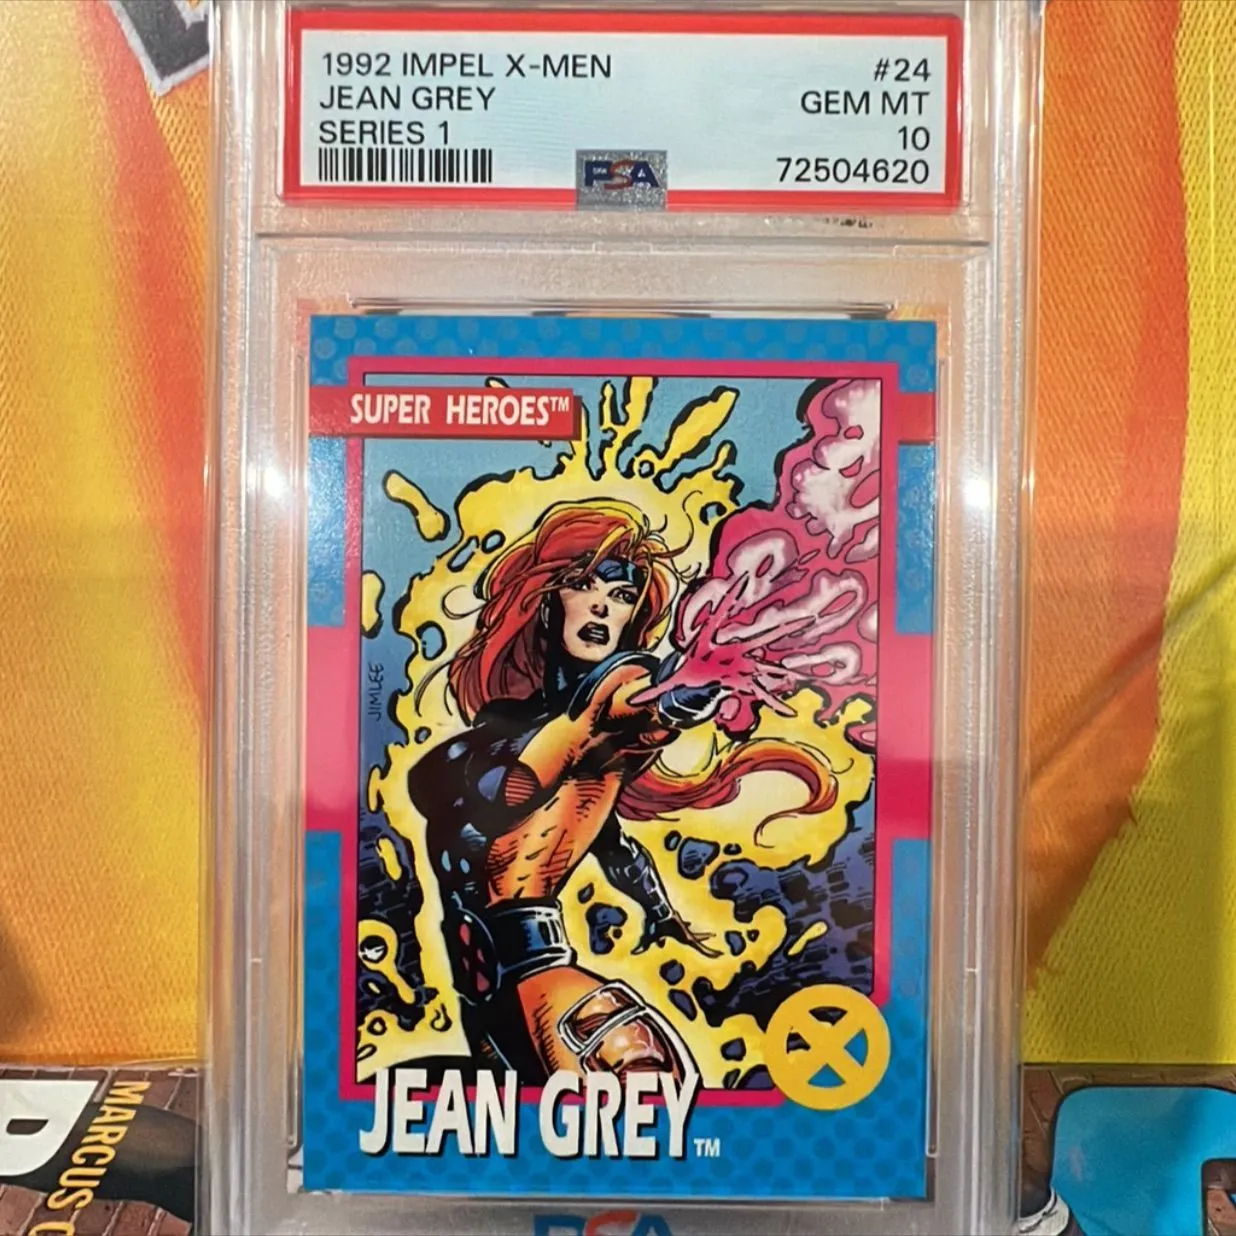 1992 IMPEL X-MEN
JEAN GREY
SERIES 1
#24
GEM MT
10
72504620
PSA
SUPER HEROES™
JIM LEE
JEAN GREY™
MARCUS
PSA